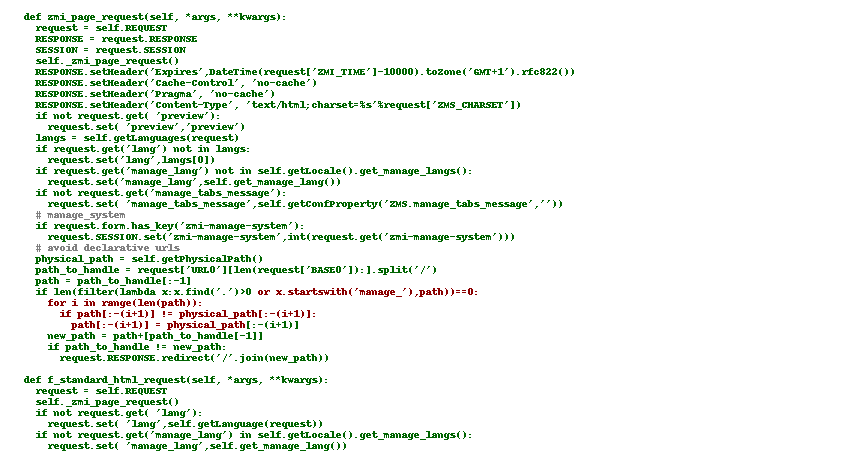 def zmi_page_request(self, *args, **kwargs):
request = self.REQUEST
RESPONSE = request.RESPONSE
SESSION = request.SESSION
self._zmi_page_request()
RESPONSE.setHeader('Expires',DateTime(request['ZMI_TIME']-10000).toZone('GMT+1').rfc822())
RESPONSE.setHeader('Cache-Control', 'no-cache')
RESPONSE.setHeader('Pragma', 'no-cache')
RESPONSE.setHeader('Content-Type', 'text/html;charset=%s'%request['ZMS_CHARSET'])
if not request.get( 'preview'):
request.set( 'preview','preview')
langs = self.getLanguages(request)
if request.get('lang') not in langs:
request.set('lang',langs[0])
if request.get('manage_lang') not in self.getLocale().get_manage_langs():
request.set('manage_lang',self.get_manage_lang())
if not request.get('manage_tabs_message'):
request.set( 'manage_tabs_message',self.getConfProperty('ZMS.manage_tabs_message',''))
# manage_system
if request.form.has_key('zmi-manage-system'):
request.SESSION.set('zmi-manage-system',int(request.get('zmi-manage-system')))
# avoid declarative urls
physical_path = self.getPhysicalPath()
path_to_handle = request['URL0'][len(request['BASE0']):].split('/')
path = path_to_handle[:-1]
if len(filter(lambda x:x.find('.')>0 or x.startswith('manage_'),path))==0:
for i in range(len(path)):
if path[:-(i+1)] != physical_path[:-(i+1)]:
path[:-(i+1)] = physical_path[:-(i+1)]
new_path = path+[path_to_handle[-1]]
if path_to_handle != new_path:
request.RESPONSE.redirect('/'.join(new_path))
def f_standard_html_request(self, *args, **kwargs):
request = self.REQUEST
self._zmi_page_request()
if not request.get( 'lang'):
request.set( 'lang',self.getLanguage(request))
if not request.get('manage_lang') in self.getLocale().get_manage_langs():
request.set( 'manage_lang',self.get_manage_lang())